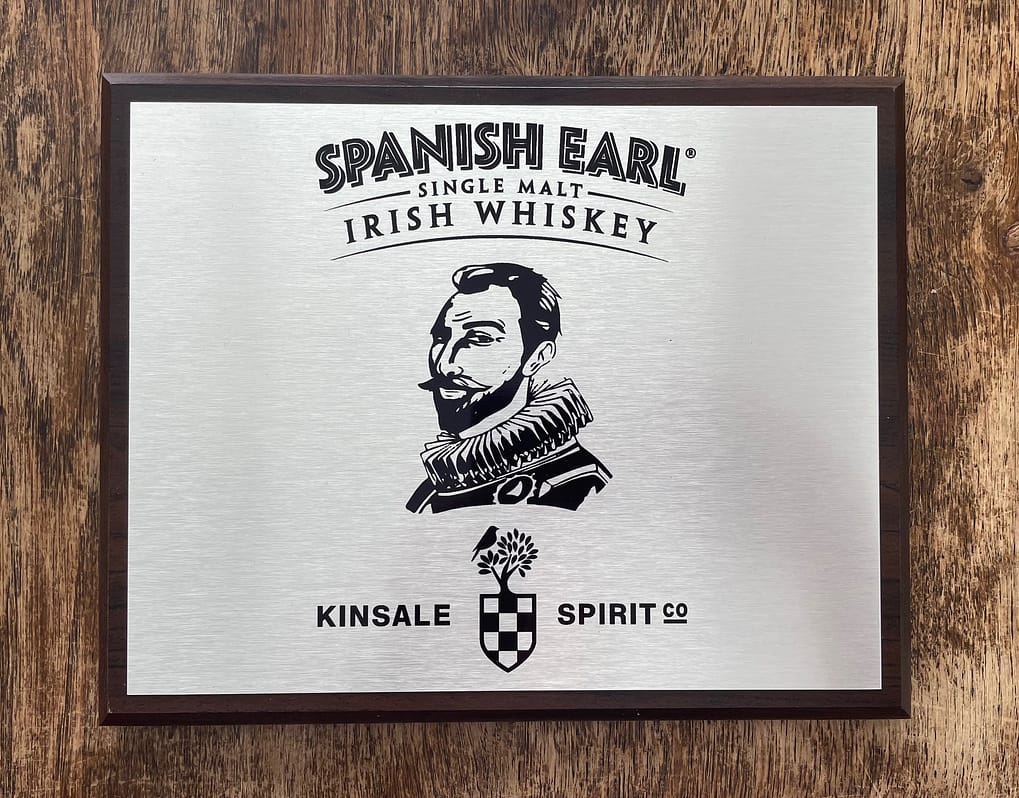 SPANISH EARL®
SINGLE MALT
IRISH WHISKEY
KINSALE SPIRIT CO